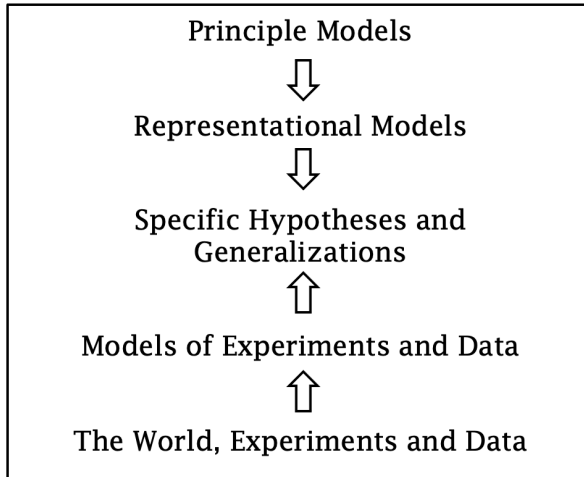 Principle Models
Representational Models
Specific Hypotheses and
Generalizations
Models of Experiments and Data
The World, Experiments and Data